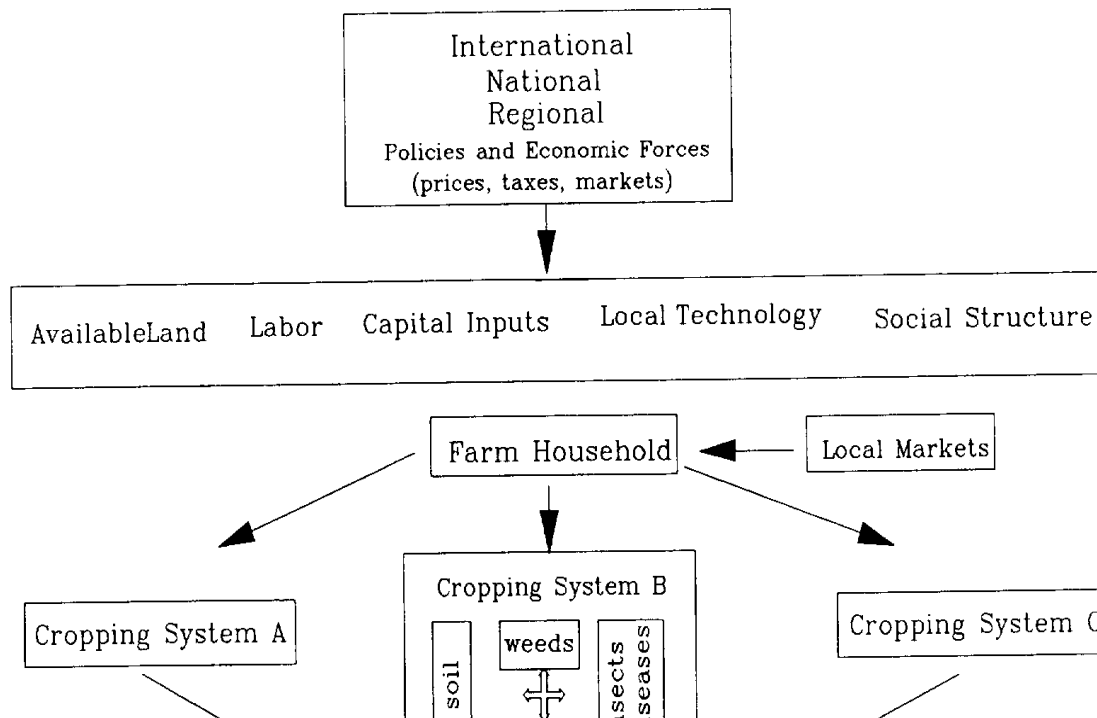 International
National
Regional
Policies and Economic Forces
(prices, taxes, markets)
AvailableLand Labor Capital Inputs Local Technology Social Structure
Farm Household
Local Markets
Cropping System A
Cropping System B
Cropping System C
soil
weeds